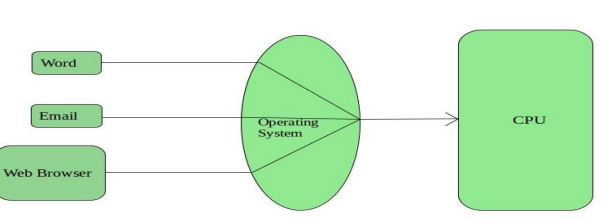 Word
Email
Operating
System
CPU
Web Browser